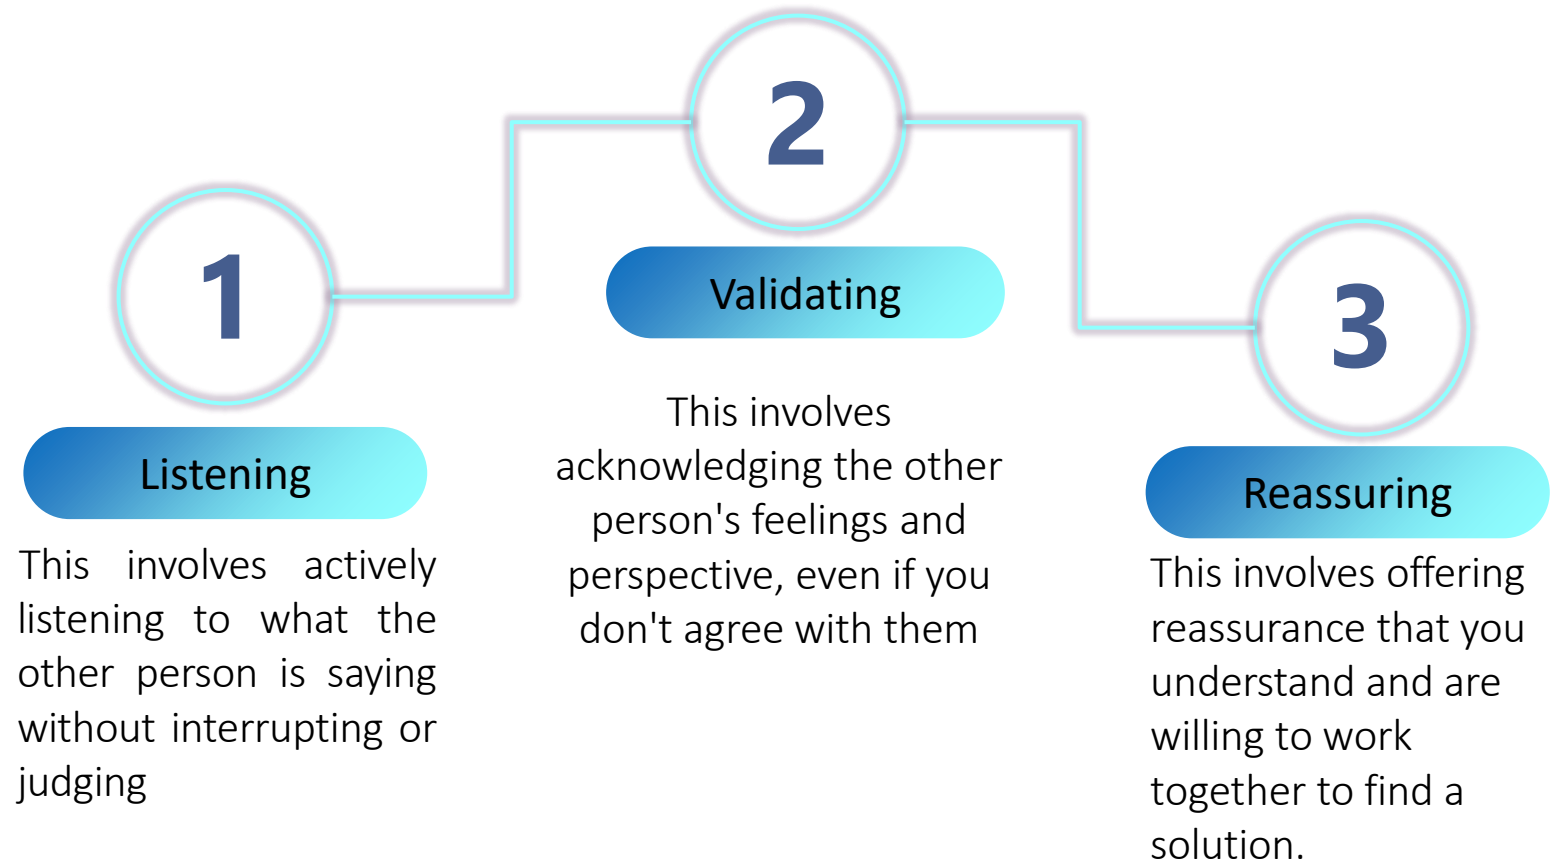 1
Listening
This involves actively
listening to what the
other person is saying
without interrupting or
judging
2
Validating
This involves
acknowledging the other
person's feelings and
perspective, even if you
don't agree with them
3
Reassuring
This involves offering
reassurance that you
understand and are
willing to work
together to find a
solution.